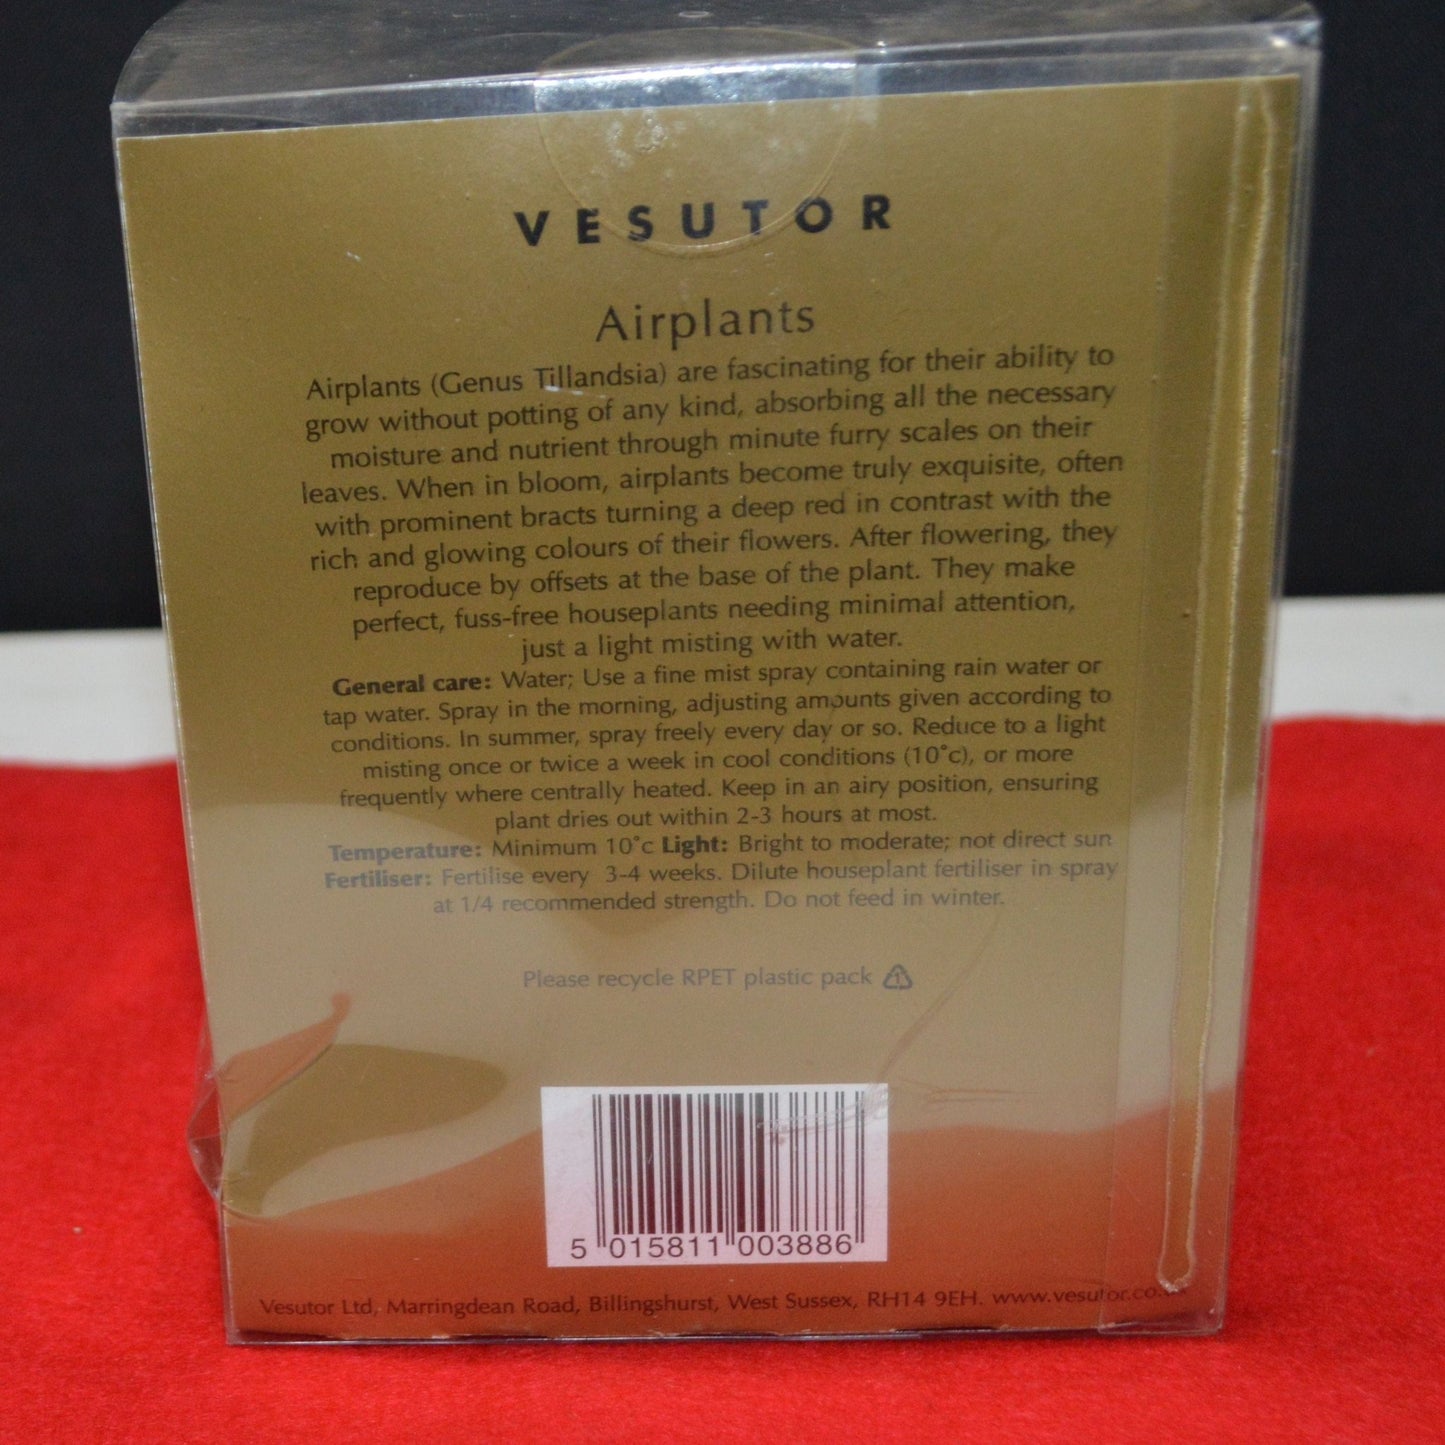 VESUTOR
Airplants
Airplants (Genus Tillandsia) are fascinating for their ability to
grow without potting of any kind, absorbing all the necessary
moisture and nutrient through minute furry scales on their
leaves. When in bloom, airplants become truly exquisite, often
with prominent bracts turning a deep red in contrast with the
rich and glowing colours of their flowers. After flowering, they
reproduce by offsets at the base of the plant. They make
perfect, fuss-free houseplants needing minimal attention,
just a light misting with water.
General care: Water; Use a fine mist spray containing rain water or
tap water. Spray in the morning, adjusting amounts given according to
conditions. In summer, spray freely every day or so. Reduce to a light
misting once or twice a week in cool conditions (10˚c), or more
frequently where centrally heated. Keep in an airy position, ensuring
plant dries out within 2-3 hours at most.
Temperature: Minimum 10˚c Light: Bright to moderate; not direct sun
Fertiliser: Fertilise every 3-4 weeks. Dilute houseplant fertiliser in spray
at 1/4 recommended strength. Do not feed in winter.
Please recycle RPET plastic pack 1
5 015811 003886
Vesutor Ltd, Marringdean Road, Billingshurst, West Sussex, RH14 9EH.